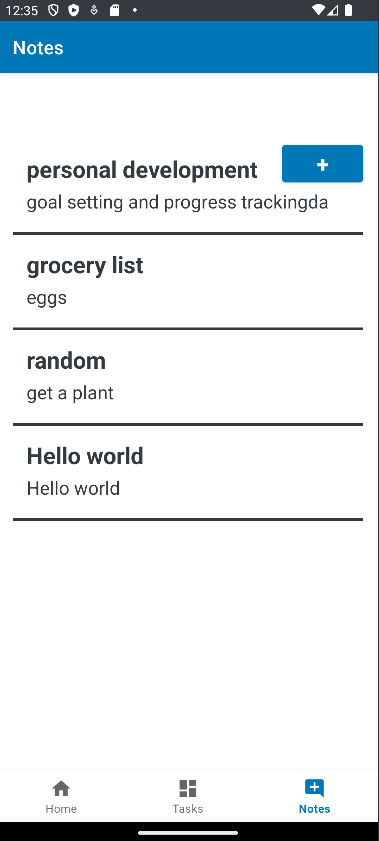 12:35
Notes
+
personal development
goal setting and progress trackingda
grocery list
eggs
random
get a plant
Hello world
Hello world
Home
Tasks
Notes